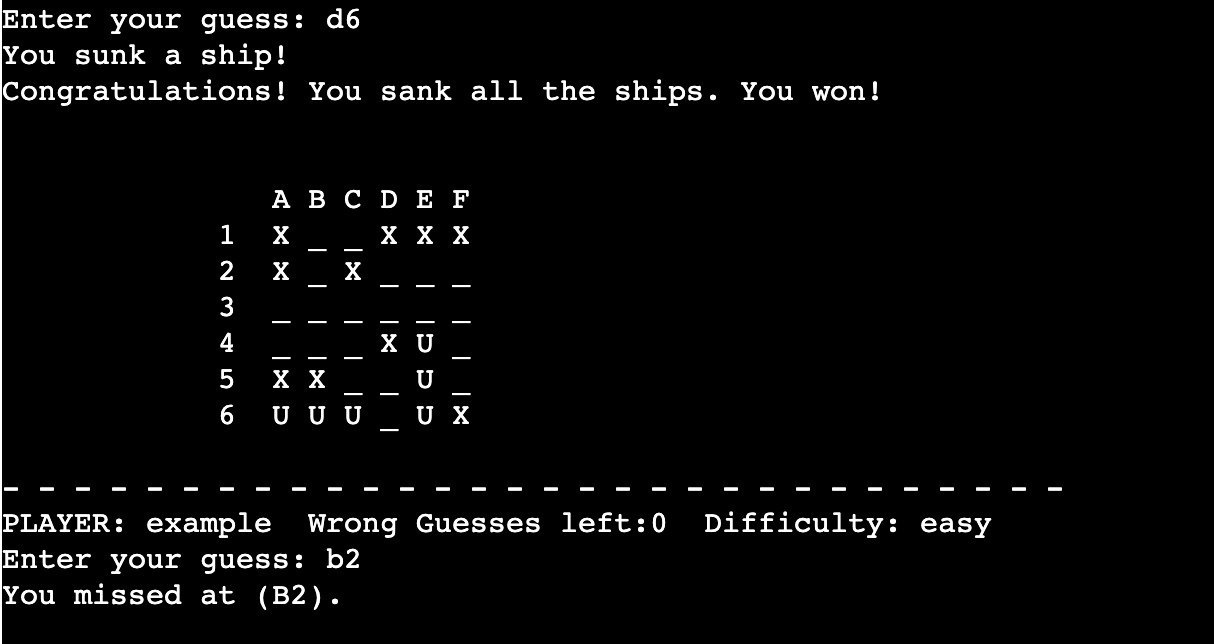 Enter your guess: d6
You sunk a ship!
Congratulations! You sank all the ships. You won!
A B C D E F
1 X _ _ X X X
2 X _ X _ _ _
3 _ _ _ _ _ _
4 _ _ _ X U _
5 X X _ _ U _
6 U U U _ U X
- - - - - - - - - - - - - - - - - - - - - - - - - - - - - -
PLAYER: example  Wrong Guesses left:0  Difficulty: easy
Enter your guess: b2
You missed at (B2).